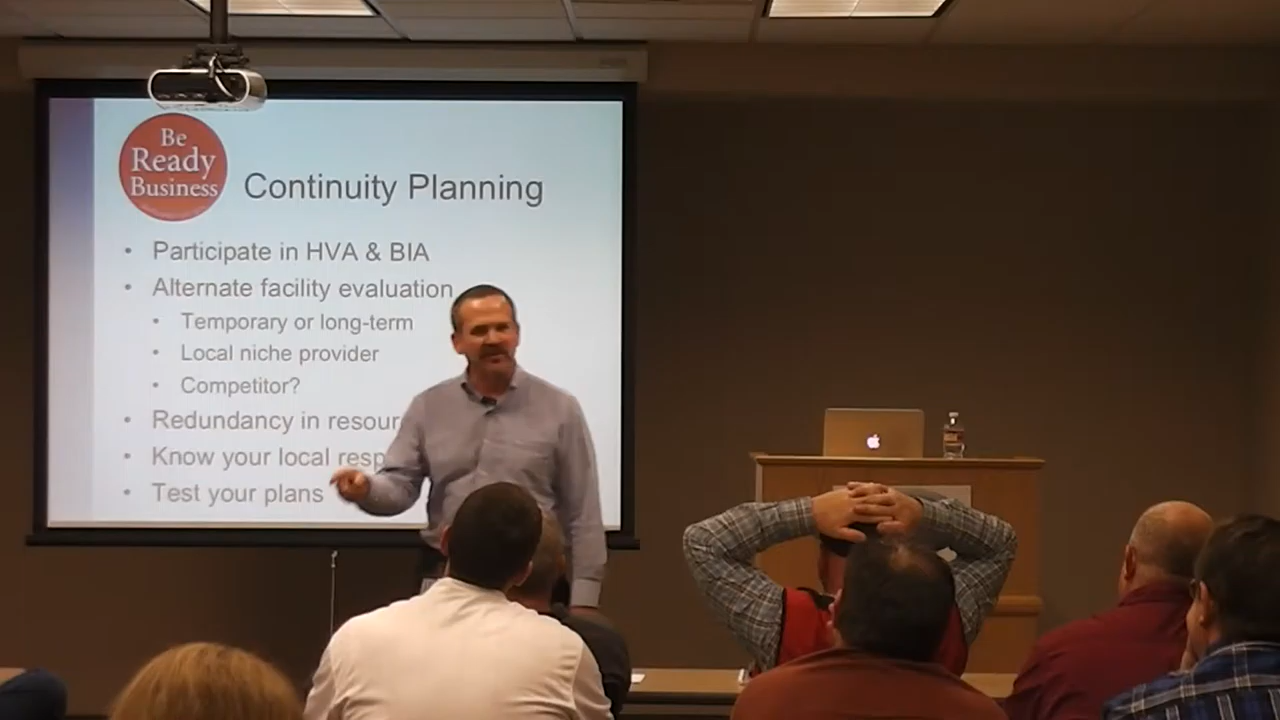 Be
Ready
Business
Continuity Planning
• Participate in HVA & BIA
• Alternate facility evaluation
• Temporary or long-term
• Local niche provider
• Competitor?
• Redundancy in resour
• Know your local resp
• Test your plans